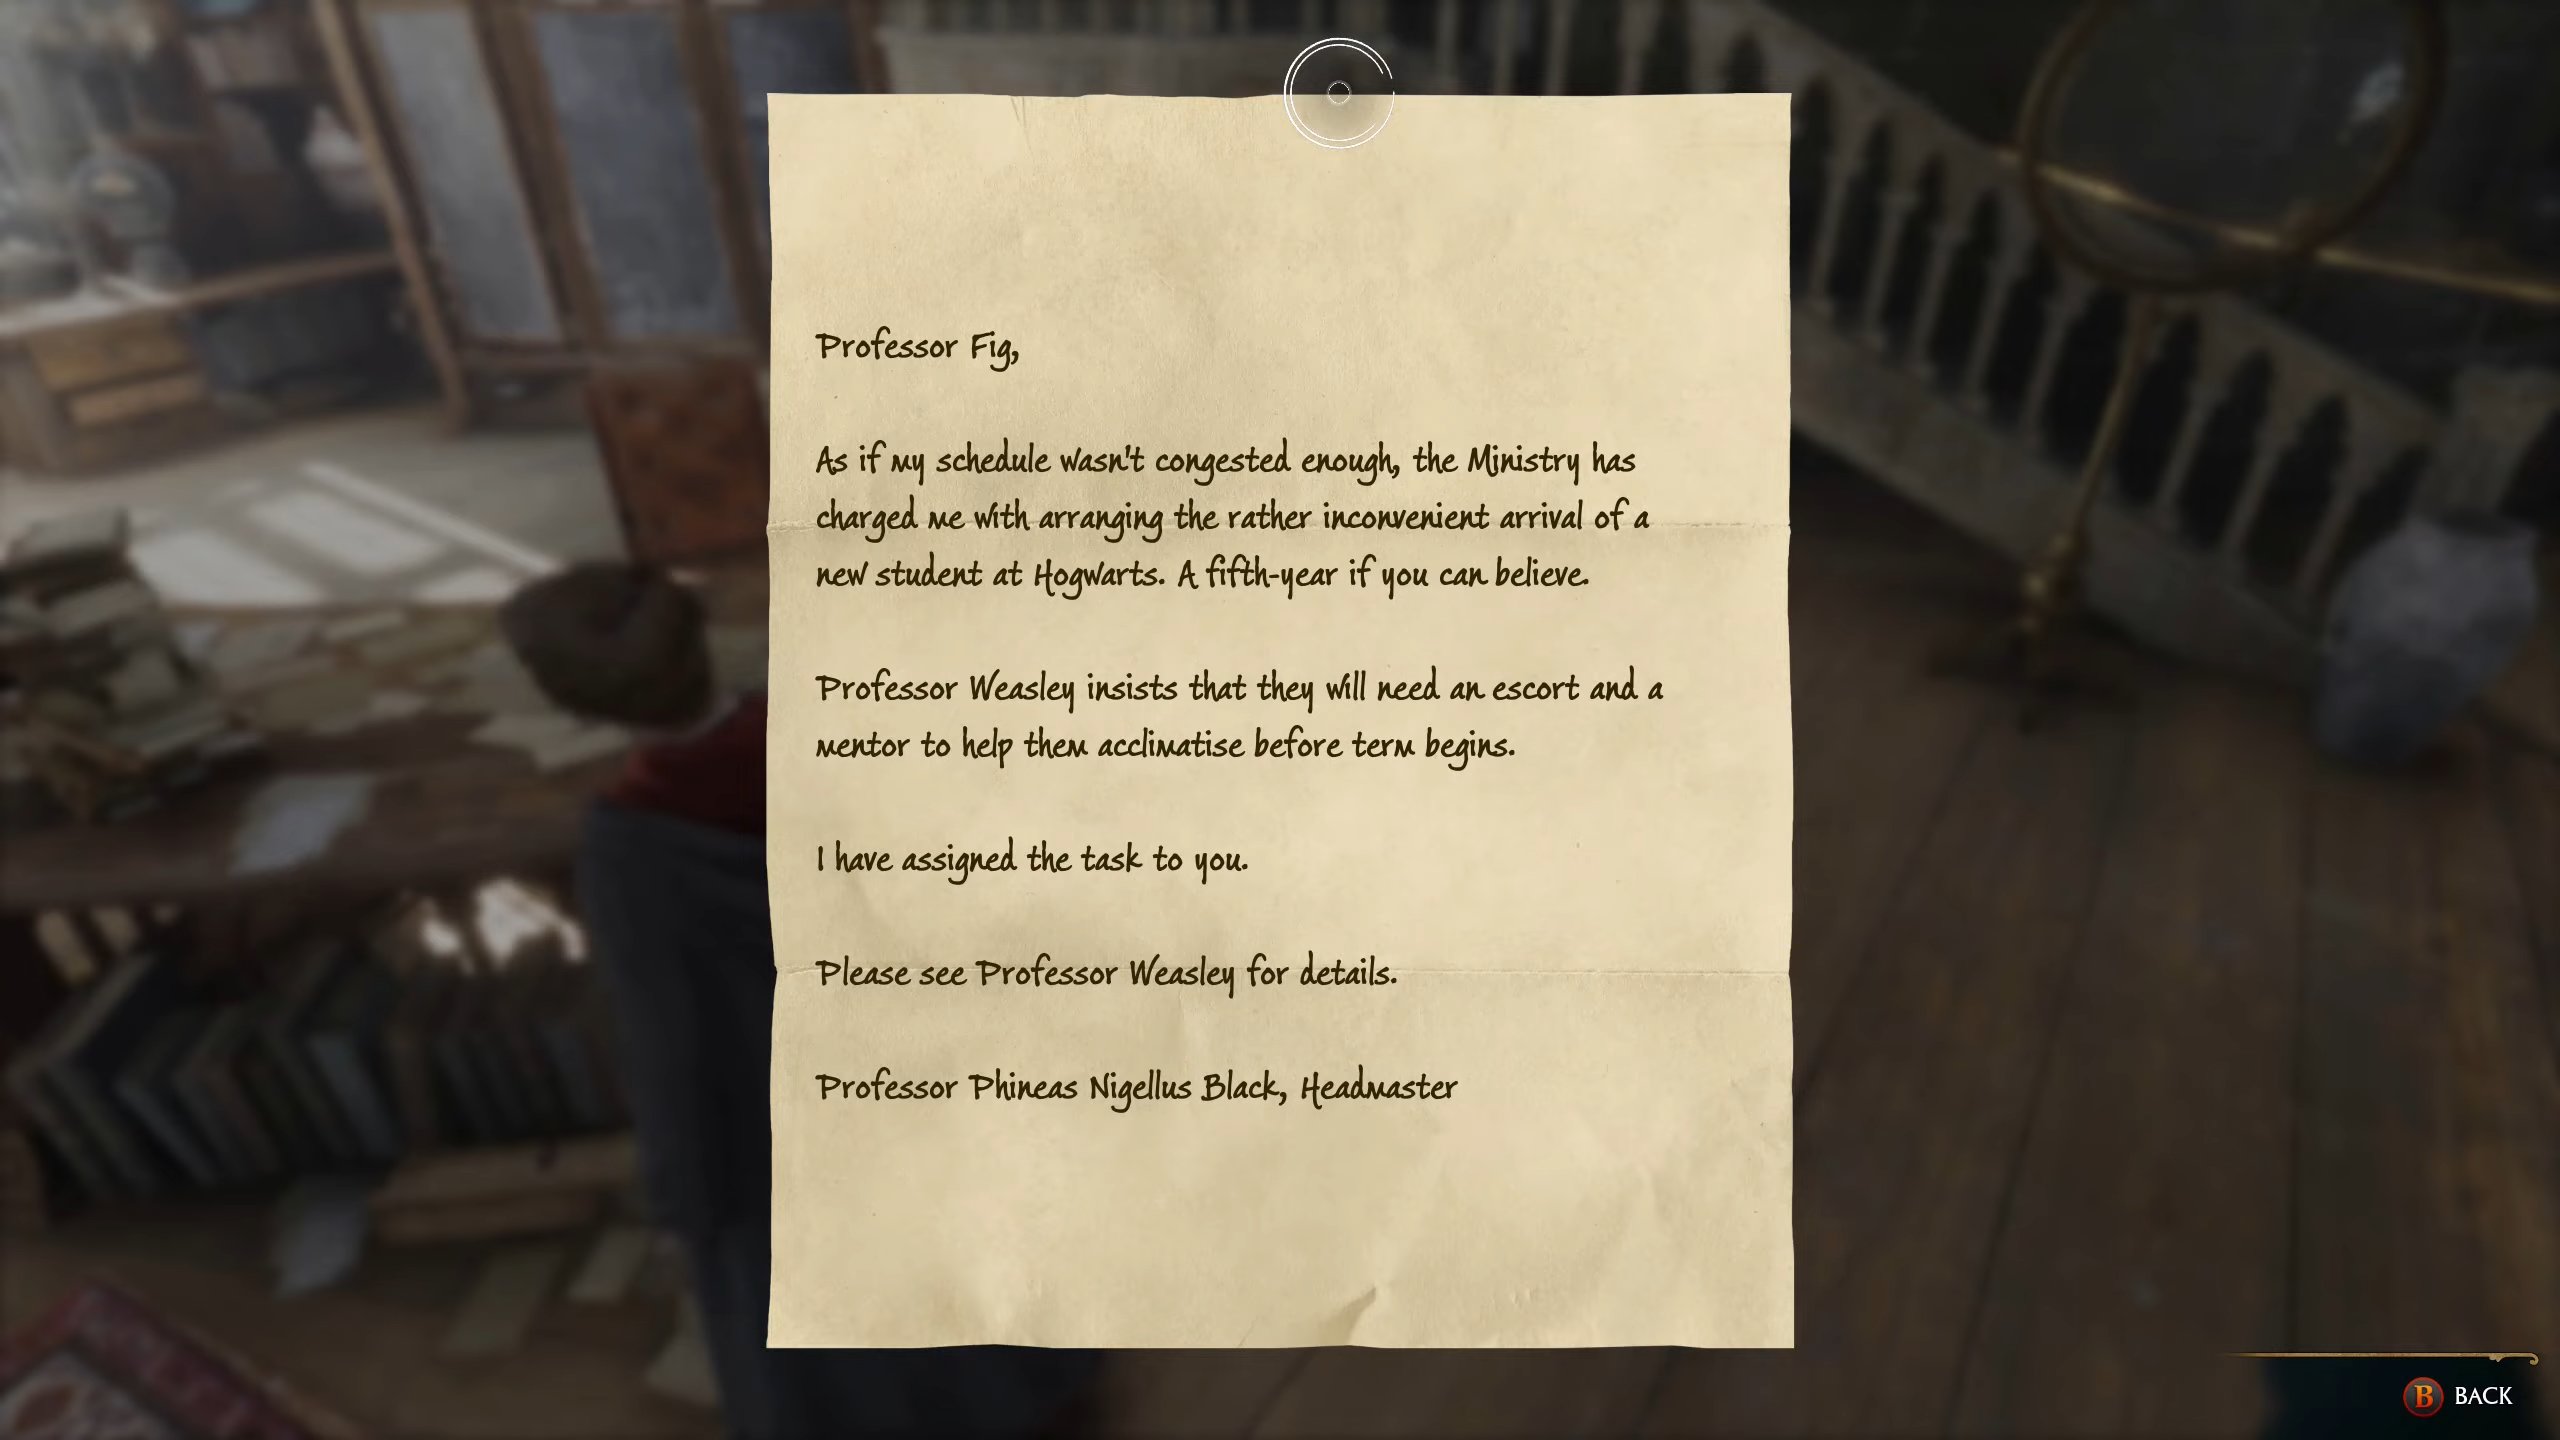 Professor Fig,
As if my schedule wasn't congested enough, the Ministry has
charged me with arranging the rather inconvenient arrival of a
new student at Hogwarts. A fifth-year if you can believe.
Professor Weasley insists that they will need an escort and a
mentor to help them acclimatise before term begins.
I have assigned the task to you.
Please see Professor Weasley for details.
Professor Phineas Nigellus Black, Headmaster
B BACK